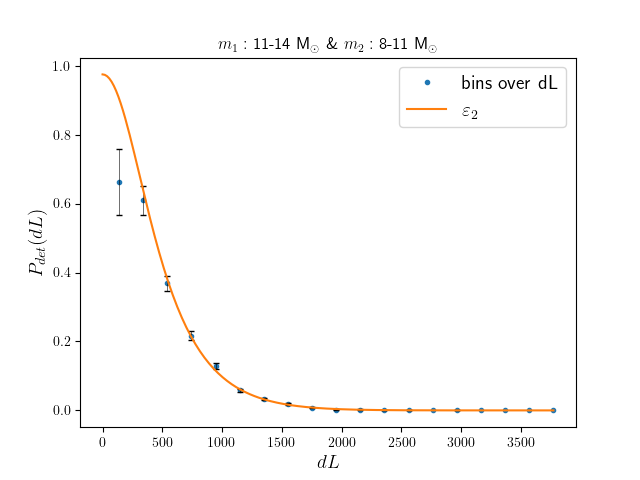 m₁ : 11-14 M⊙ & m₂ : 8-11 M⊙
1.0
0.8
0.6
0.4
0.2
0.0
P_det(dL)
bins over dL
ε₂
0 500 1000 1500 2000 2500 3000 3500
dL